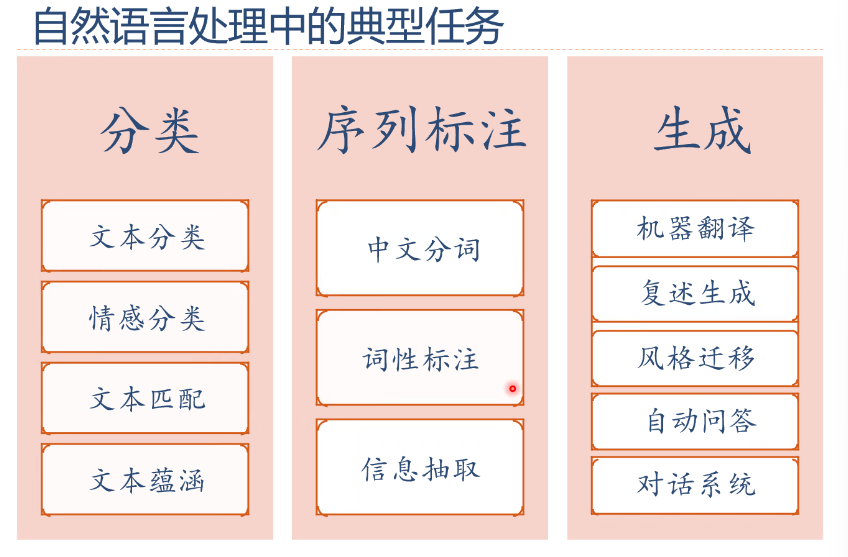 自然语言处理中的典型任务
分类
文本分类
情感分类
文本匹配
文本蕴涵
序列标注
中文分词
词性标注
信息抽取
生成
机器翻译
复述生成
风格迁移
自动问答
对话系统